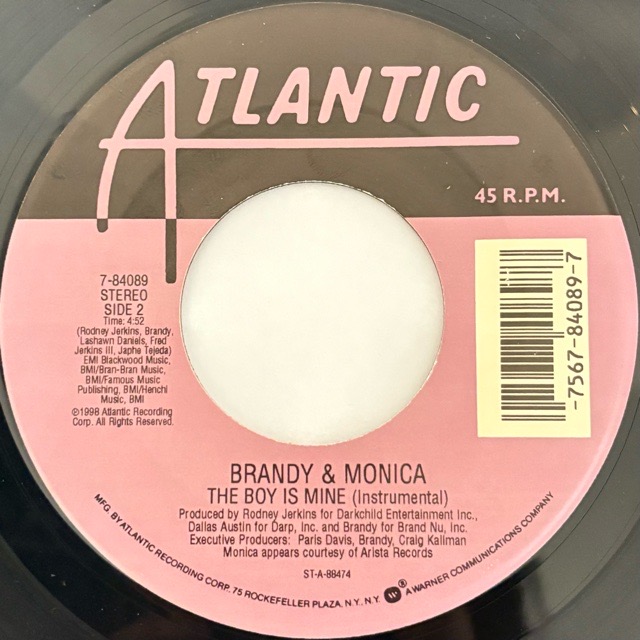 ATLANTIC
45 R.P.M.
7-84089
STEREO
SIDE 2
Time: 4:52
(Rodney Jerkins, Brandy,
Lashawn Daniels, Fred
Jerkins III, Japhe Tejeda)
EMI Blackwood Music,
BMI/Bran-Bran Music,
BMI/Famous Music
Publishing, BMI/Henchi
Music, BMI
©1998 Atlantic Recording
Corp. All Rights Reserved.
-7567-84089-7
BRANDY & MONICA
THE BOY IS MINE (Instrumental)
Produced by Rodney Jerkins for Darkchild Entertainment Inc.,
Dallas Austin for Darp, Inc. and Brandy for Brand Nu, Inc.
Executive Producers: Paris Davis, Brandy, Craig Kallman
Monica appears courtesy of Arista Records
ST-A-88474
MFG. BY ATLANTIC RECORDING CORP. 75 ROCKEFELLER PLAZA, N.Y., N.Y. ® A WARNER COMMUNICATIONS COMPANY